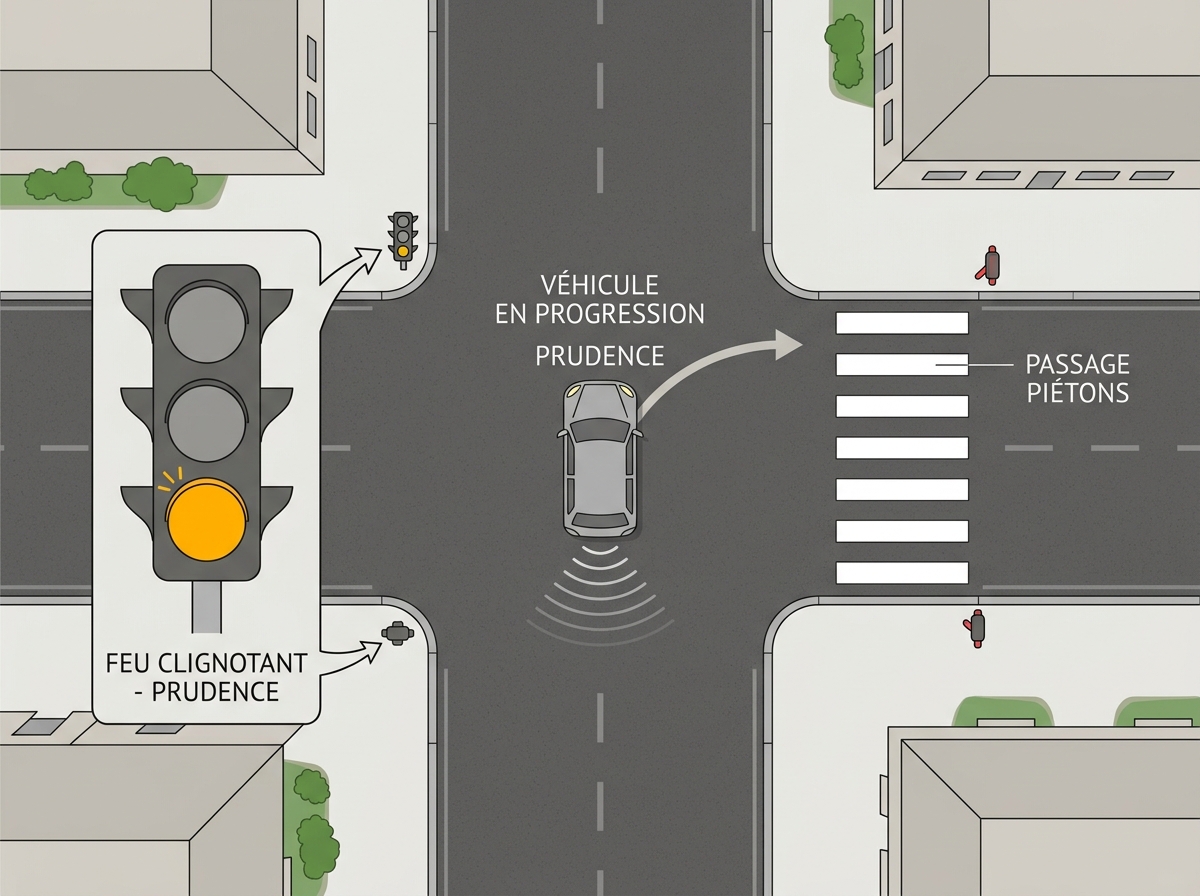 VÉHICULE
EN PROGRESSION
PRUDENCE
PASSAGE
PIÉTONS
FEU CLIGNOTANT
- PRUDENCE